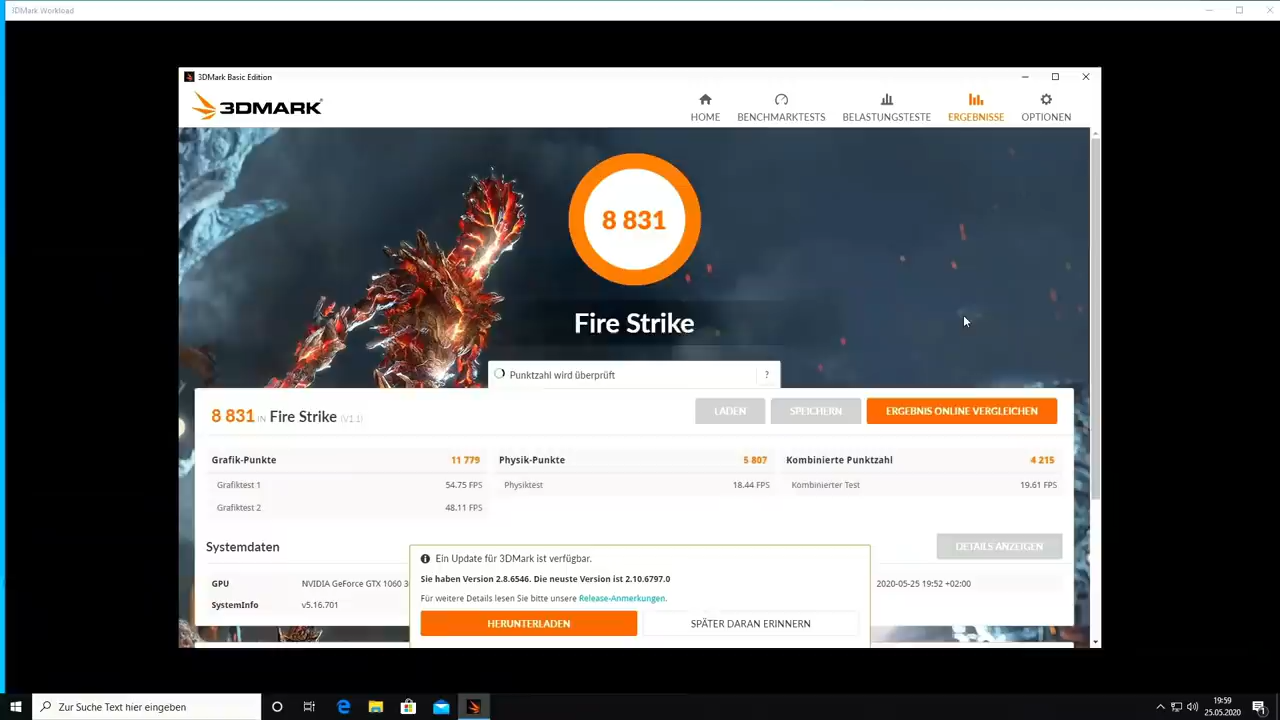 3DMark Workload
3DMark Basic Edition
3DMARK
HOME
BENCHMARKTESTS
BELASTUNGSTESTE
ERGEBNISSE
OPTIONEN
8 831
Fire Strike
Punktzahl wird überprüft
?
8 831 IN Fire Strike (V1.1)
LADEN
SPEICHERN
ERGEBNIS ONLINE VERGLEICHEN
Grafik-Punkte 11 779
Grafiktest 1 54.75 FPS
Grafiktest 2 48.11 FPS
Physik-Punkte 5 807
Physiktest 18.44 FPS
Kombinierte Punktzahl 4 215
Kombinierter Test 19.61 FPS
Systemdaten
DETAILS ANZEIGEN
GPU NVIDIA GeForce GTX 1060
SystemInfo v5.16.701
2020-05-25 19:52 +02:00
Ein Update für 3DMark ist verfügbar.
Sie haben Version 2.8.6546. Die neuste Version ist 2.10.6797.0
Für weitere Details lesen Sie bitte unsere Release-Anmerkungen.
HERUNTERLADEN
SPÄTER DARAN ERINNERN
Zur Suche Text hier eingeben
19:59
25.05.2020